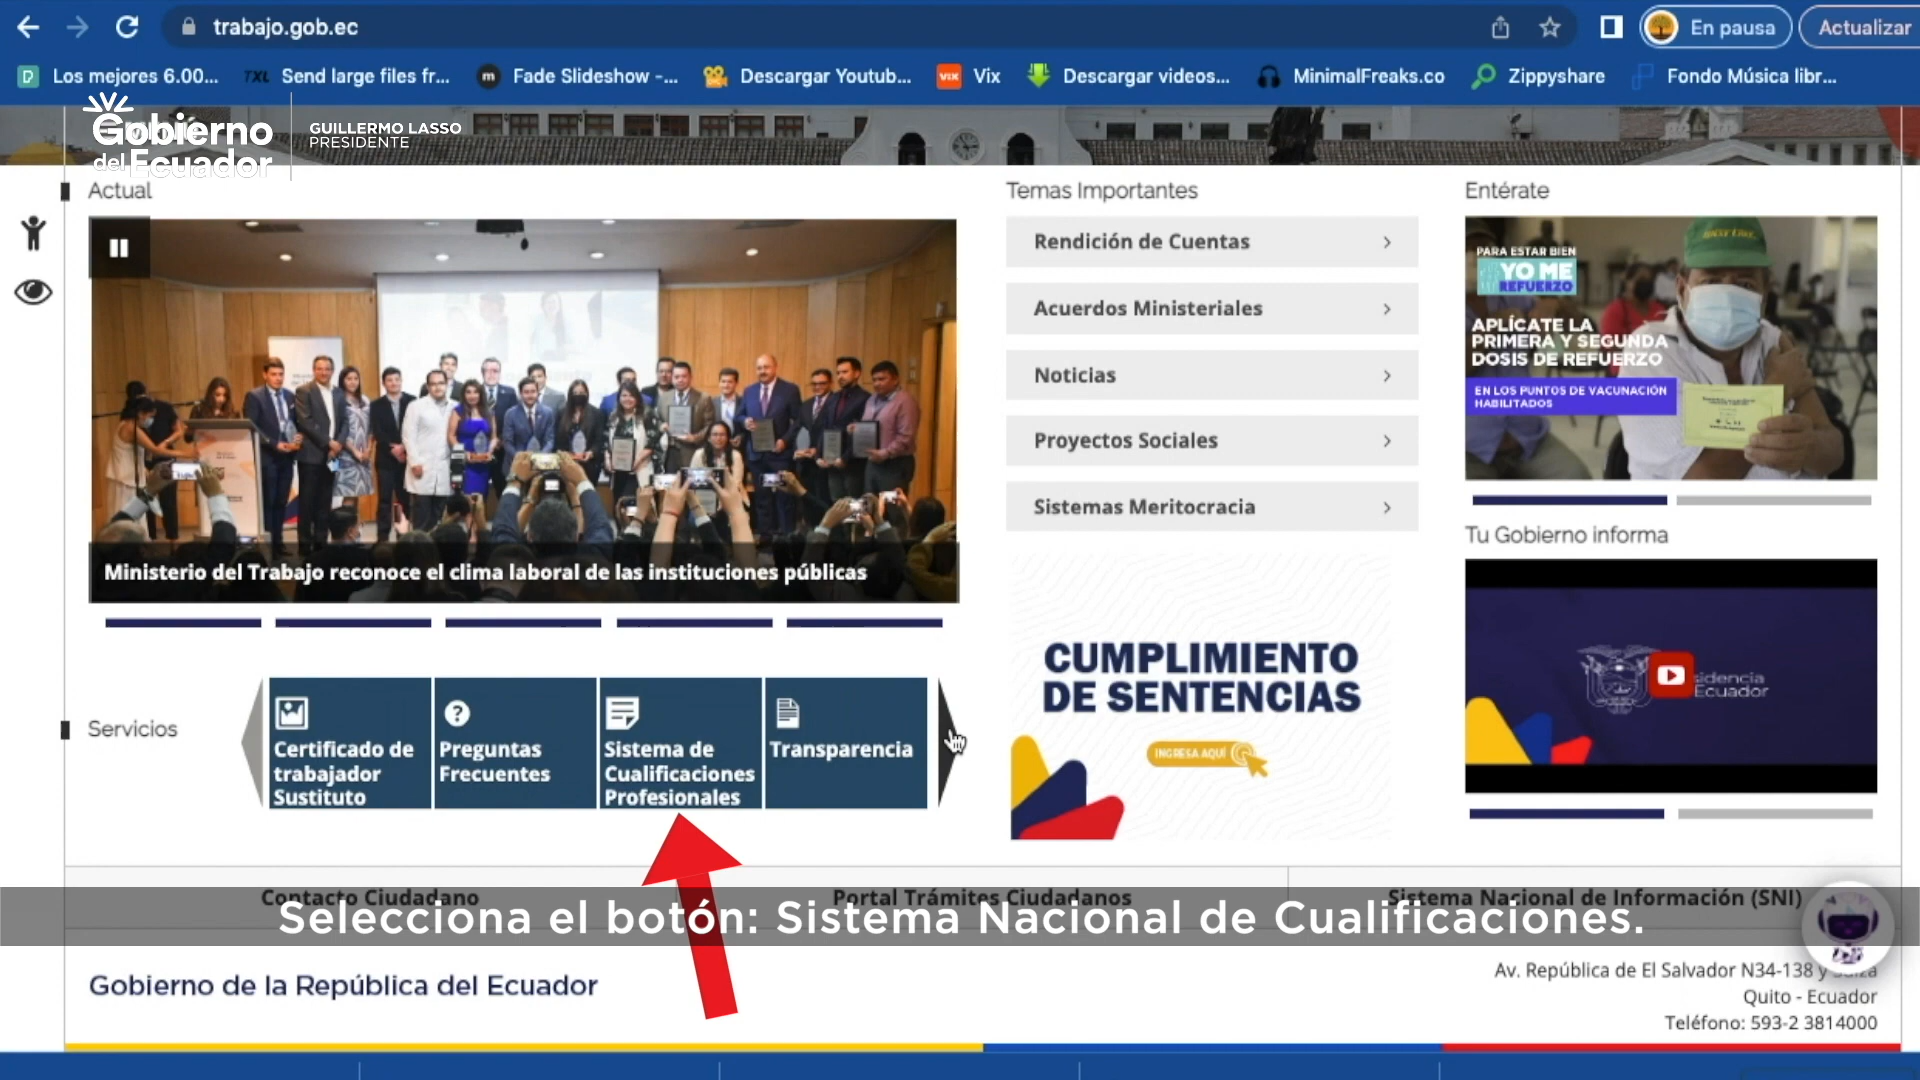 trabajo.gob.ec
En pausa
Actualizar
Los mejores 6.00...
TXL
Send large files fr...
m
Fade Slideshow -...
Descargar Youtub...
VIX
Vix
Descargar videos...
MinimalFreaks.co
Zippyshare
Fondo Música libr...
Gobierno
del Ecuador
GUILLERMO LASSO
PRESIDENTE
Actual
Ministerio del Trabajo reconoce el clima laboral de las instituciones públicas
Temas Importantes
Rendición de Cuentas
Acuerdos Ministeriales
Noticias
Proyectos Sociales
Sistemas Meritocracia
Entérate
PARA ESTAR BIEN
YO ME
REFUERZO
APLÍCATE LA
PRIMERA Y SEGUNDA
DOSIS DE REFUERZO
EN LOS PUNTOS DE VACUNACIÓN
HABILITADOS
Tu Gobierno informa
sidencia
Ecuador
CUMPLIMIENTO
DE SENTENCIAS
INGRESA AQUÍ
Servicios
Certificado de
trabajador
Sustituto
Preguntas
Frecuentes
Sistema de
Cualificaciones
Profesionales
Transparencia
Contacto Ciudadano
Portal Trámites Ciudadanos
Sistema Nacional de Información (SNI)
Selecciona el botón: Sistema Nacional de Cualificaciones.
Gobierno de la República del Ecuador
Av. República de El Salvador N34-138 y Suiza
Quito - Ecuador
Teléfono: 593-2 3814000